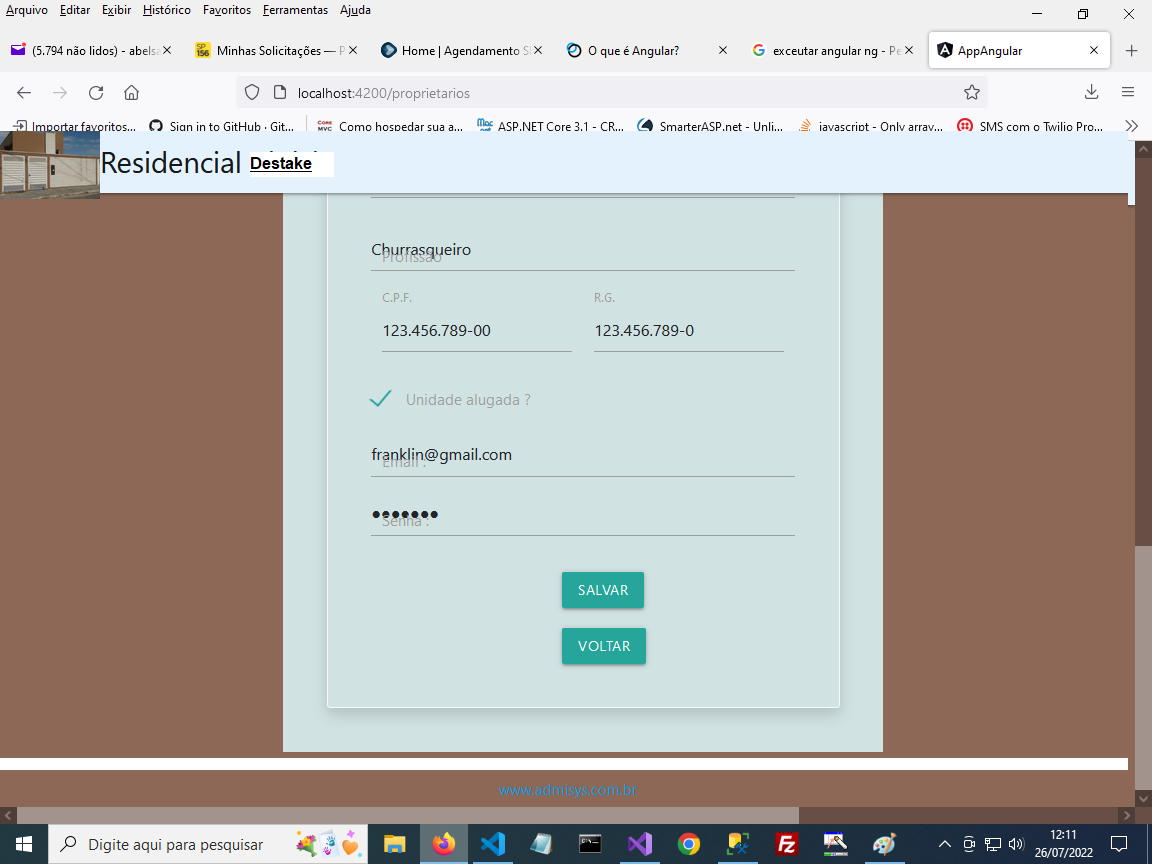 Arquivo Editar Exibir Histórico Favoritos Ferramentas Ajuda
(5.794 não lidos) - abelsa
Minhas Solicitações — P
Home | Agendamento S
O que é Angular?
exceutar angular ng - Pe
AppAngular
localhost:4200/proprietarios
Importar favoritos...
Sign in to GitHub · Git...
Como hospedar sua a...
ASP.NET Core 3.1 - CR...
SmarterASP.net - Unli...
javascript - Only array...
SMS com o Twilio Pro...
Residencial Destake
Churrasqueiro
Profissão
C.P.F. R.G.
123.456.789-00 123.456.789-0
Unidade alugada ?
franklin@gmail.com
Email :
Senha :
SALVAR
VOLTAR
www.admisys.com.br
Digite aqui para pesquisar
12:11
26/07/2022